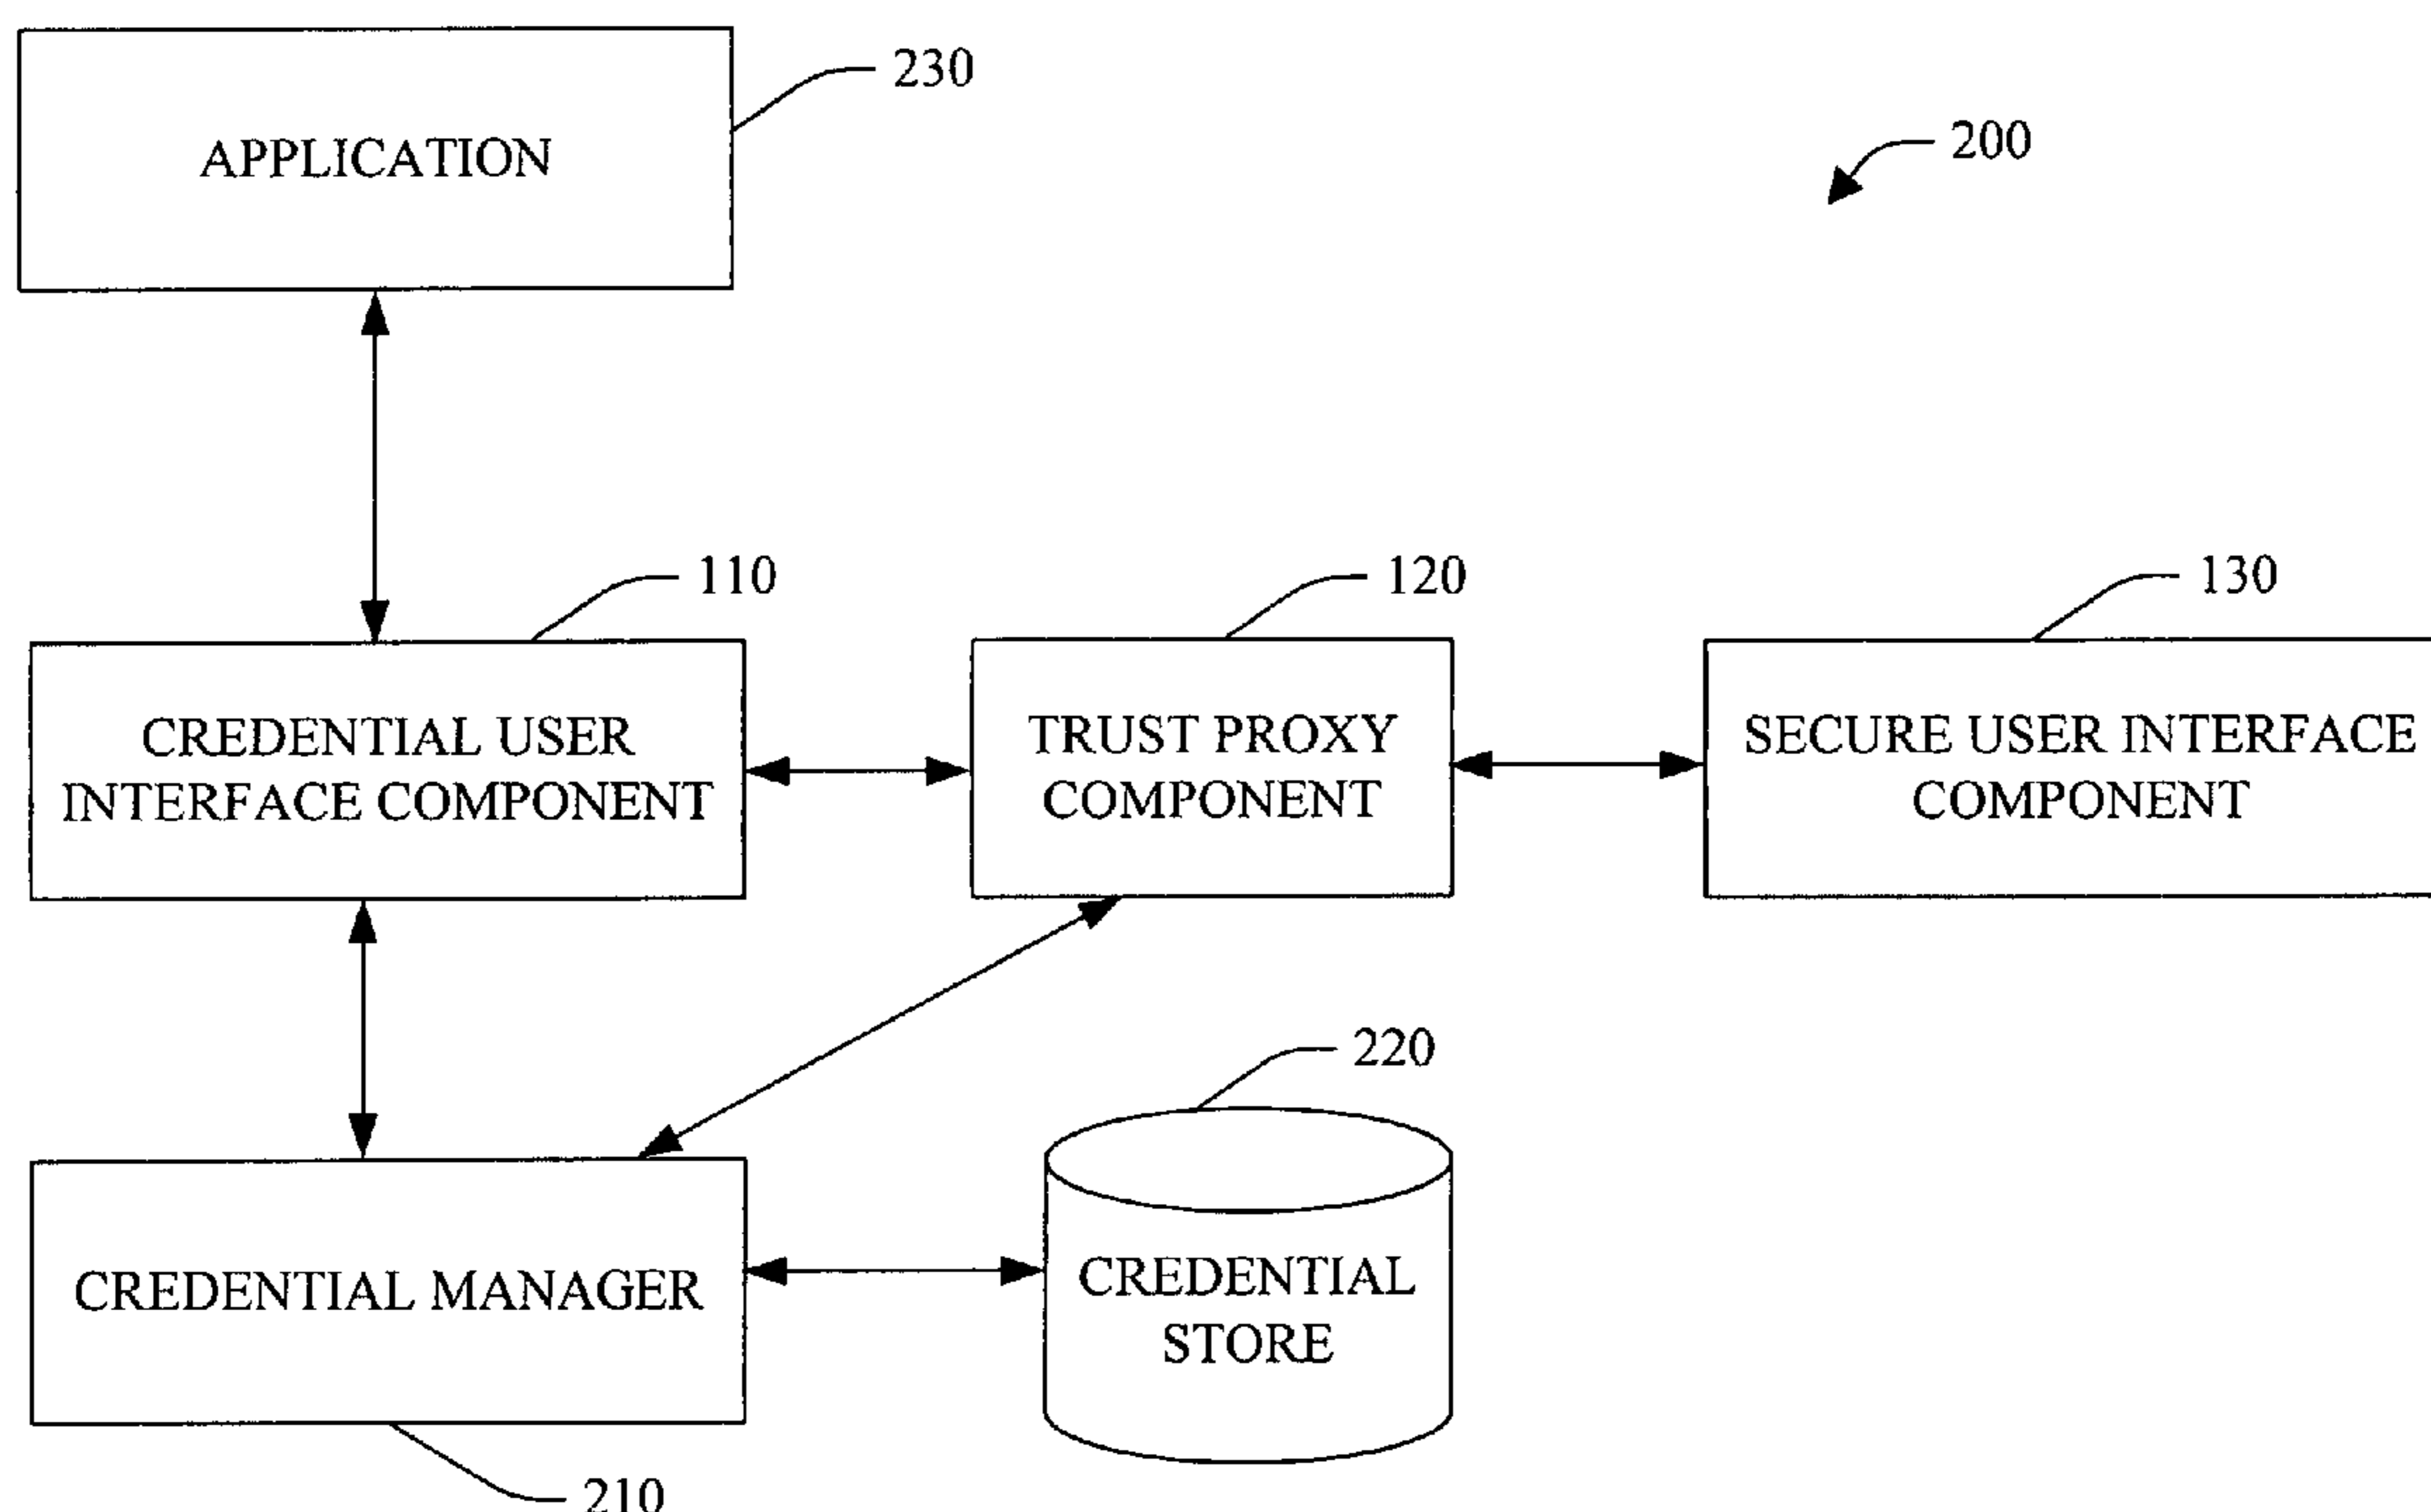 230
APPLICATION
200
110
120
130
CREDENTIAL USER
INTERFACE COMPONENT
TRUST PROXY
COMPONENT
SECURE USER INTERFACE
COMPONENT
220
CREDENTIAL MANAGER
CREDENTIAL
STORE
210